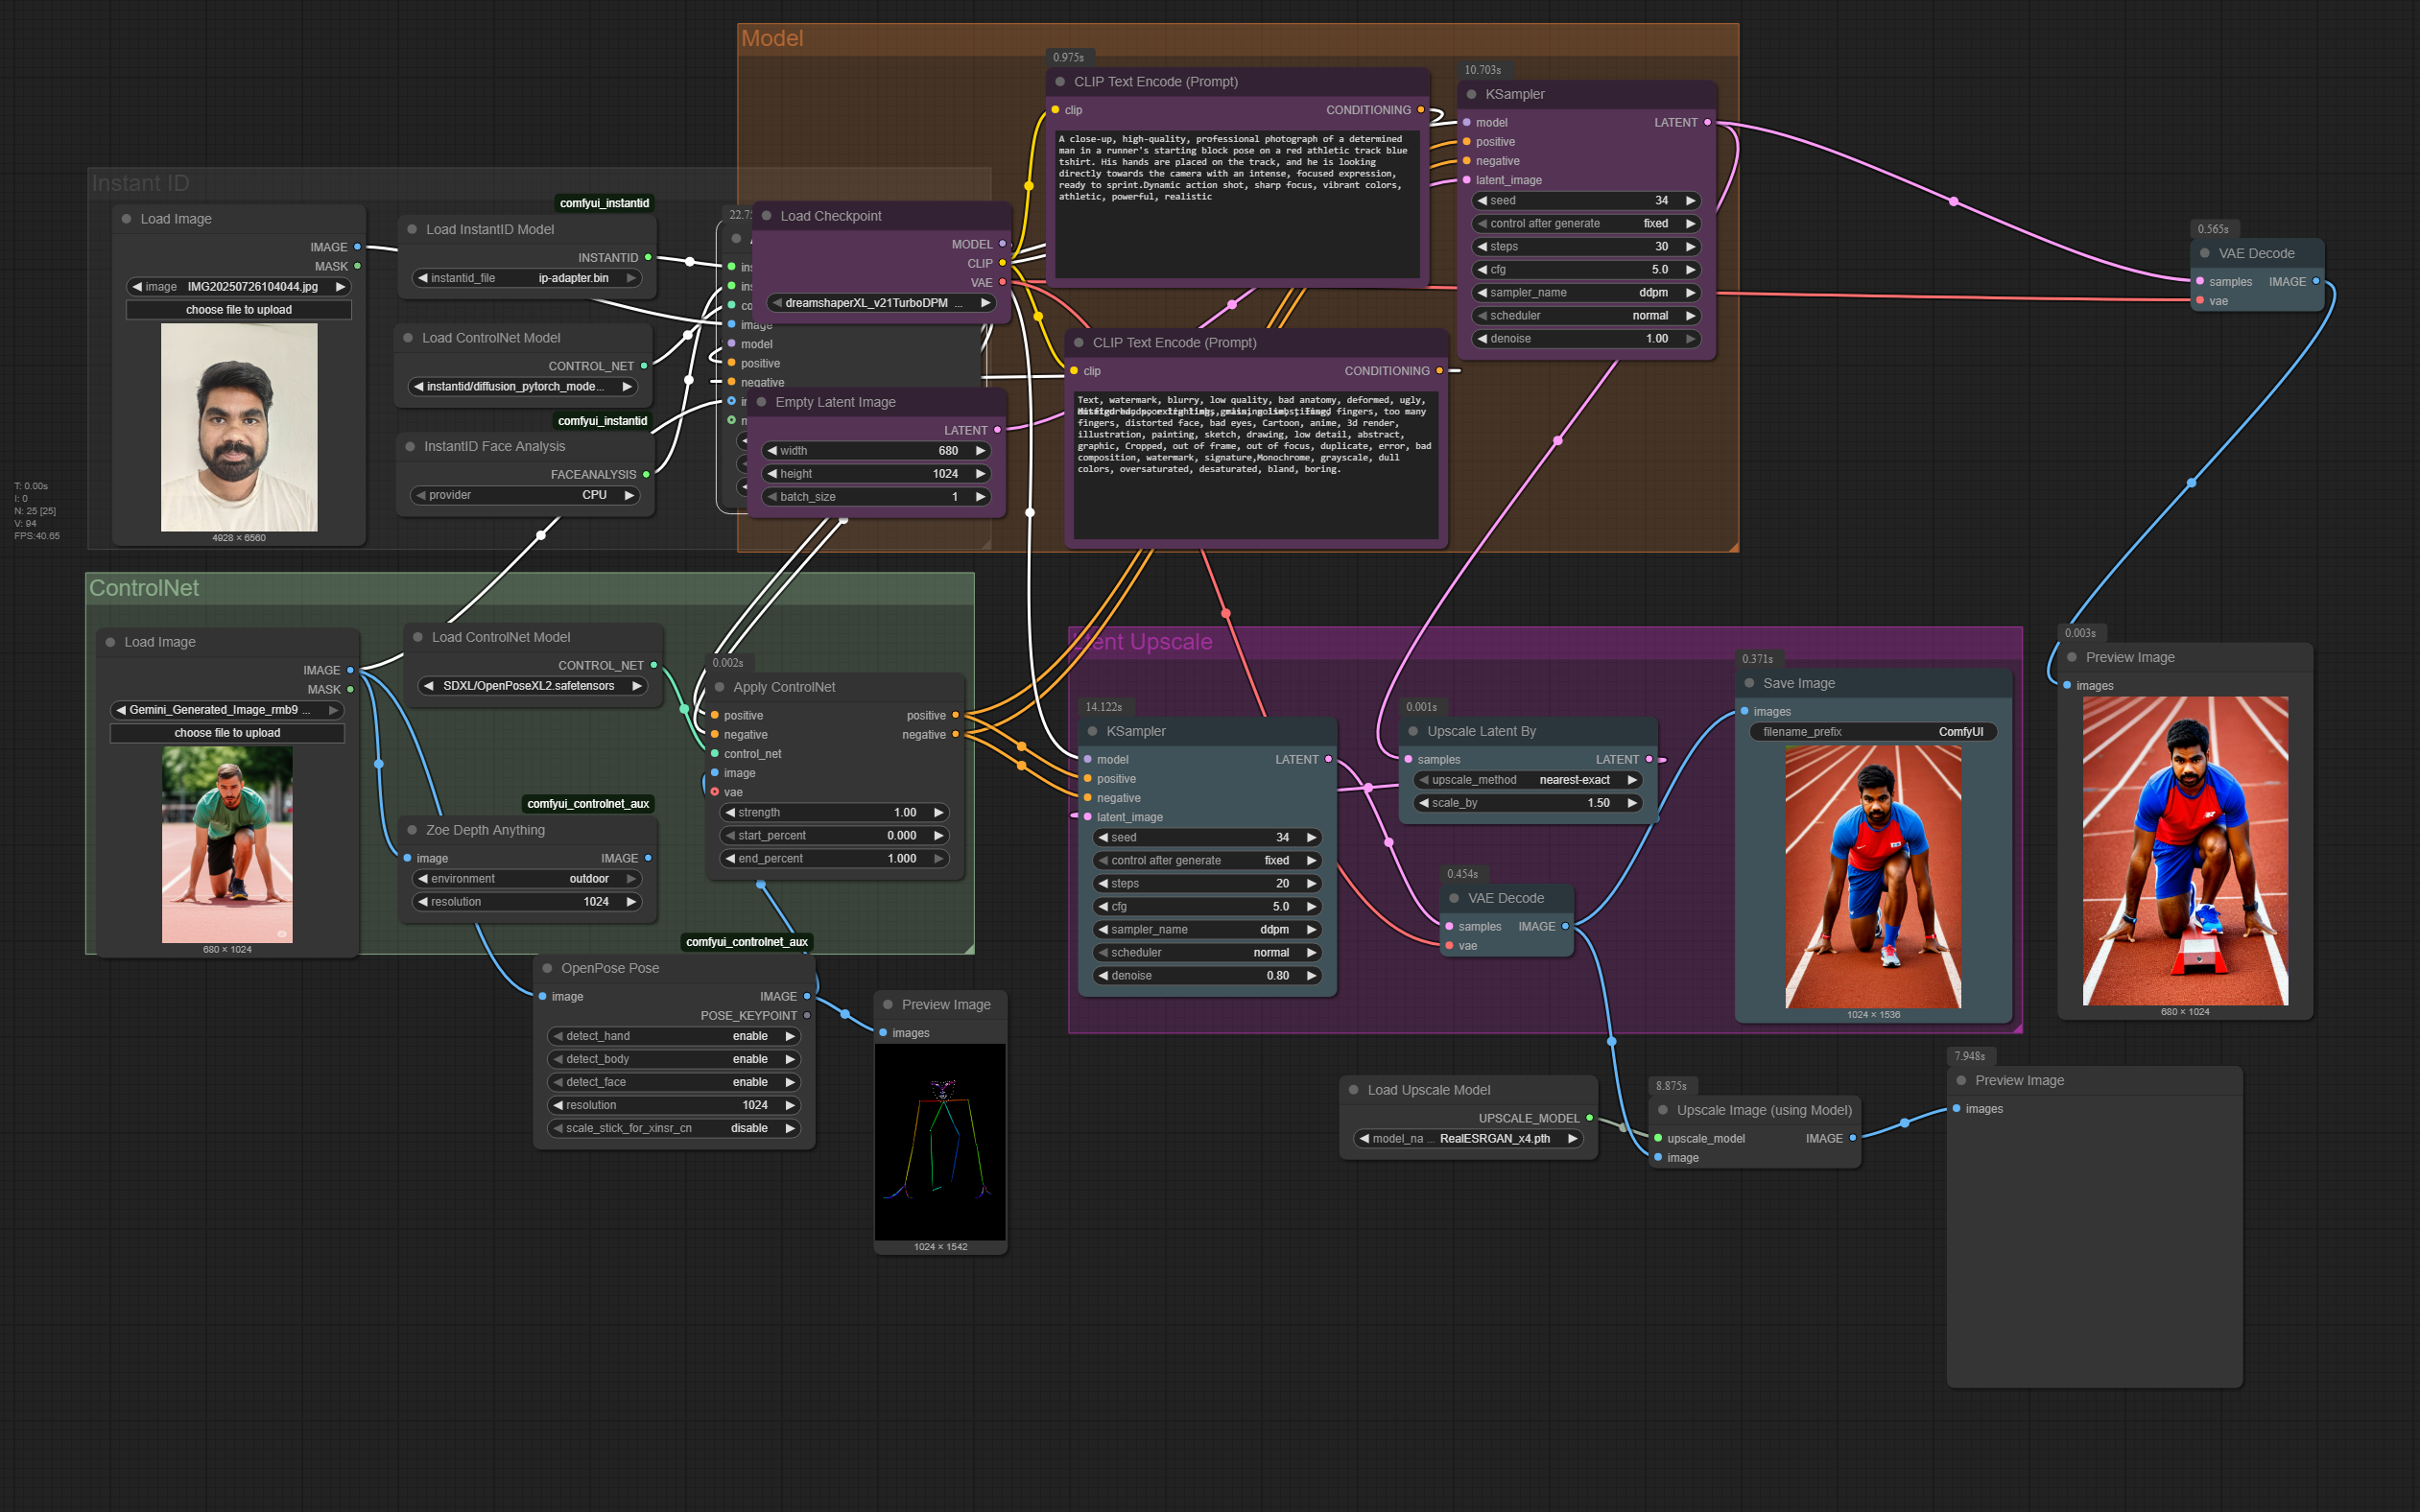 Model
0.975s
CLIP Text Encode (Prompt)
clip
CONDITIONING
A close-up, high-quality, professional photograph of a determined
man in a runner's starting block pose on a red athletic track blue
tshirt. His hands are placed on the track, and he is looking
directly towards the camera with an intense, focused expression,
ready to sprint.Dynamic action shot, sharp focus, vibrant colors,
athletic, powerful, realistic
10.703s
KSampler
model
LATENT
positive
negative
latent_image
seed 34
control after generate fixed
steps 30
cfg 5.0
sampler_name ddpm
scheduler normal
denoise 1.00
0.565s
VAE Decode
samples
IMAGE
vae
Instant ID
Load Image
IMAGE
MASK
image IMG20250726104044.jpg
choose file to upload
4928 × 6560
comfyui_instantid
Load InstantID Model
INSTANTID
instantid_file ip-adapter.bin
Load ControlNet Model
CONTROL_NET
instantid/diffusion_pytorch_mode...
comfyui_instantid
InstantID Face Analysis
FACEANALYSIS
provider CPU
T: 0.00s
I: 0
N: 25 [25]
V: 94
FPS:40.65
image
model
positive
negative
Load Checkpoint
MODEL
CLIP
VAE
dreamshaperXL_v21TurboDPM ...
Empty Latent Image
LATENT
width 680
height 1024
batch_size 1
CLIP Text Encode (Prompt)
clip
CONDITIONING
Text, watermark, blurry, low quality, bad anatomy, deformed, ugly,
fingers, too many
fingers, distorted face, bad eyes, Cartoon, anime, 3d render,
illustration, painting, sketch, drawing, low detail, abstract,
graphic, Cropped, out of frame, out of focus, duplicate, error, bad
composition, watermark, signature,Monochrome, grayscale, dull
colors, oversaturated, desaturated, bland, boring.
ControlNet
Load Image
IMAGE
MASK
Gemini_Generated_Image_rmb9 ...
choose file to upload
680 × 1024
Load ControlNet Model
CONTROL_NET
SDXL/OpenPoseXL2.safetensors
comfyui_controlnet_aux
Zoe Depth Anything
image
IMAGE
environment outdoor
resolution 1024
0.002s
Apply ControlNet
positive
positive
negative
negative
control_net
image
vae
strength 1.00
start_percent 0.000
end_percent 1.000
comfyui_controlnet_aux
OpenPose Pose
image
IMAGE
POSE_KEYPOINT
detect_hand enable
detect_body enable
detect_face enable
resolution 1024
scale_stick_for_xinsr_cn disable
Preview Image
images
1024 × 1542
Upscale
14.122s
KSampler
model
LATENT
positive
negative
latent_image
seed 34
control after generate fixed
steps 20
cfg 5.0
sampler_name ddpm
scheduler normal
denoise 0.80
0.001s
Upscale Latent By
samples
LATENT
upscale_method nearest-exact
scale_by 1.50
0.454s
VAE Decode
samples
IMAGE
vae
0.371s
Save Image
images
filename_prefix ComfyUI
1024 × 1536
0.003s
Preview Image
images
680 × 1024
Load Upscale Model
UPSCALE_MODEL
model_na ... RealESRGAN_x4.pth
8.875s
Upscale Image (using Model)
upscale_model
IMAGE
image
7.948s
Preview Image
images